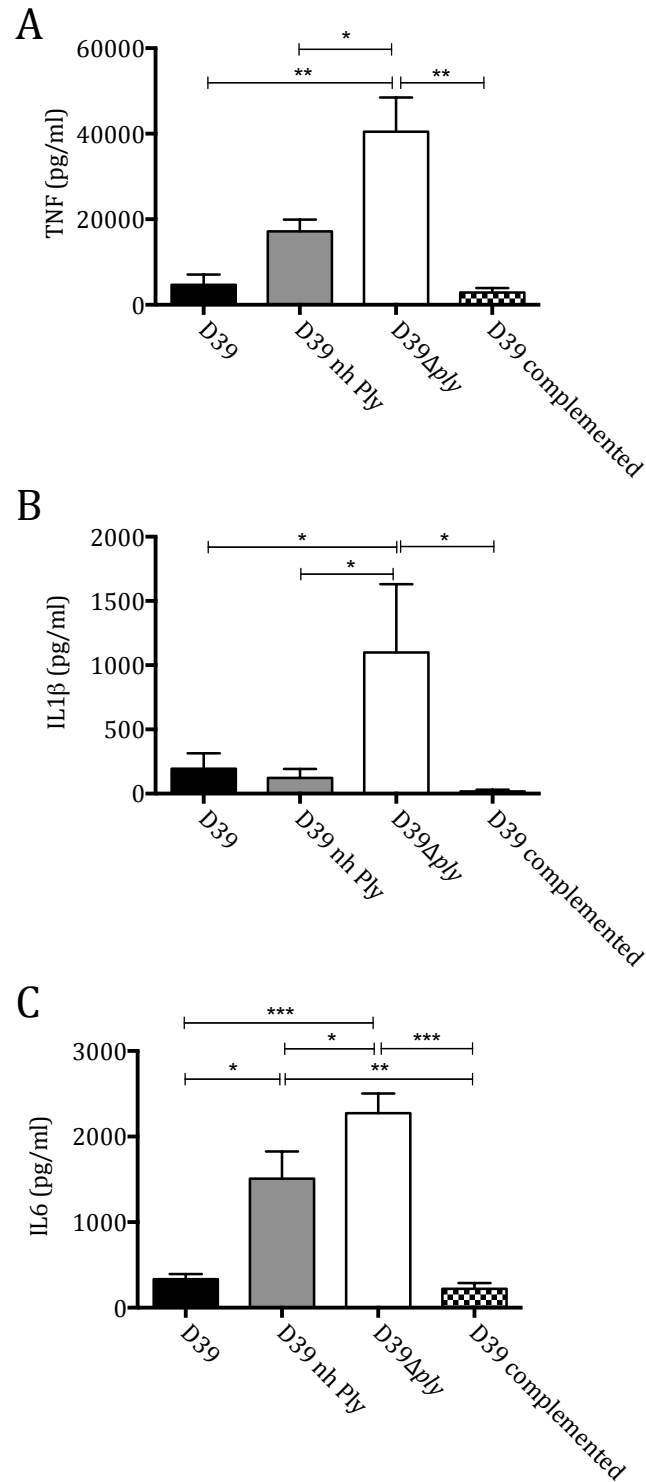 A
TNF (pg/ml)
60000
40000
20000
0
*
**
**
D39
D39 nh Ply
D39Δply
D39 complemented
B
IL1β (pg/ml)
2000
1500
1000
500
0
*
*
*
D39
D39 nh Ply
D39Δply
D39 complemented
C
IL6 (pg/ml)
3000
2000
1000
0
***
*
***
*
**
D39
D39 nh Ply
D39Δply
D39 complemented